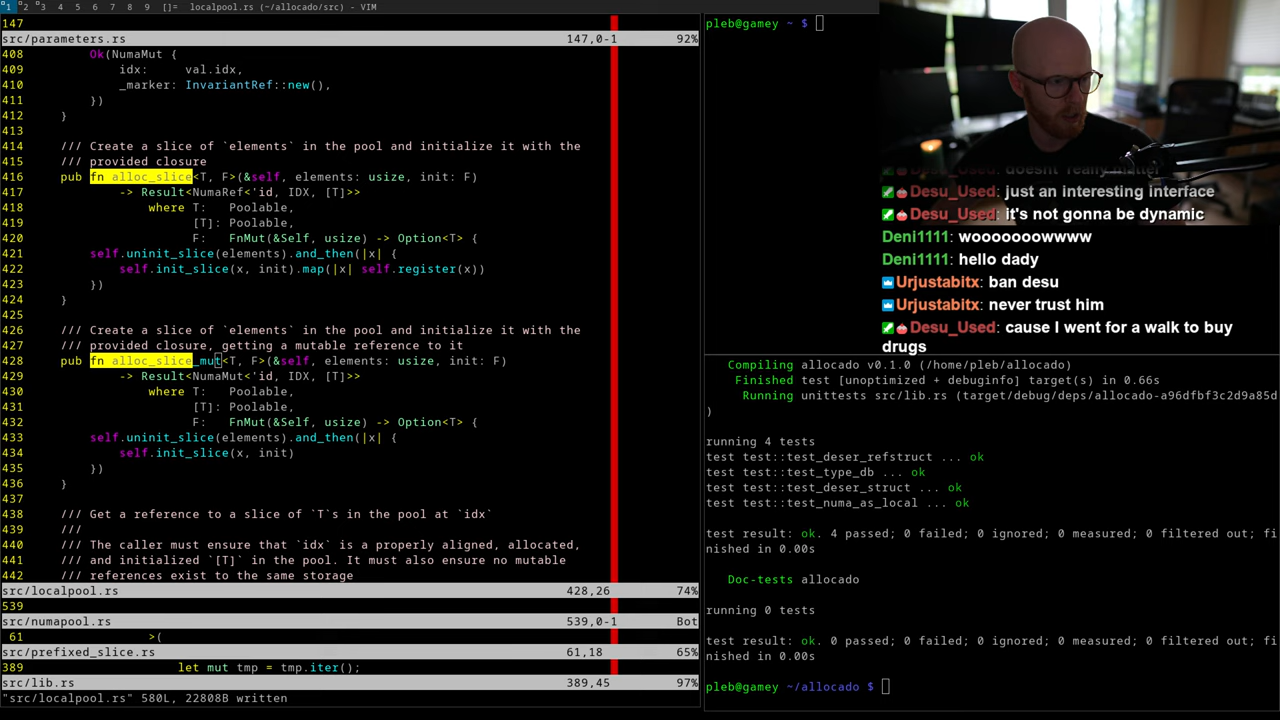 1 2 3 4 5 6 7 8 9 []= localpool.rs (~/allocado/src) - VIM
147
src/parameters.rs 147,0-1 92%
408 Ok(NumaMut {
409 idx: val.idx,
410 _marker: InvariantRef::new(),
411 })
412 }
413
414 /// Create a slice of `elements` in the pool and initialize it with the
415 /// provided closure
416 pub fn alloc_slice<T, F>(&self, elements: usize, init: F)
417 -> Result<NumaRef<'id, IDX, [T]>>
418 where T: Poolable,
419 [T]: Poolable,
420 F: FnMut(&Self, usize) -> Option<T> {
421 self.uninit_slice(elements).and_then(|x| {
422 self.init_slice(x, init).map(|x| self.register(x))
423 })
424 }
425
426 /// Create a slice of `elements` in the pool and initialize it with the
427 /// provided closure, getting a mutable reference to it
428 pub fn alloc_slice_mut<T, F>(&self, elements: usize, init: F)
429 -> Result<NumaMut<'id, IDX, [T]>>
430 where T: Poolable,
431 [T]: Poolable,
432 F: FnMut(&Self, usize) -> Option<T> {
433 self.uninit_slice(elements).and_then(|x| {
434 self.init_slice(x, init)
435 })
436 }
437
438 /// Get a reference to a slice of `T`s in the pool at `idx`
439 ///
440 /// The caller must ensure that `idx` is a properly aligned, allocated,
441 /// and initialized `[T]` in the pool. It must also ensure no mutable
442 /// references exist to the same storage
src/localpool.rs 428,26 74%
539
src/numapool.rs 539,0-1 Bot
61 >(
src/prefixed_slice.rs 61,18 65%
389 let mut tmp = tmp.iter();
src/lib.rs 389,45 97%
"src/localpool.rs" 580L, 22808B written
pleb@gamey ~ $
Desu_Used: just an interesting interface
Desu_Used: it's not gonna be dynamic
Deni1111: wooooooowwww
Deni1111: hello dady
Urjustabitx: ban desu
Urjustabitx: never trust him
Desu_Used: cause I went for a walk to buy
drugs
Compiling allocado v0.1.0 (/home/pleb/allocado)
Finished test [unoptimized + debuginfo] target(s) in 0.66s
Running unittests src/lib.rs (target/debug/deps/allocado-a96dfbf3c2d9a85d
)
running 4 tests
test test::test_deser_refstruct ... ok
test test::test_type_db ... ok
test test::test_deser_struct ... ok
test test::test_numa_as_local ... ok
test result: ok. 4 passed; 0 failed; 0 ignored; 0 measured; 0 filtered out; fi
nished in 0.00s
Doc-tests allocado
running 0 tests
test result: ok. 0 passed; 0 failed; 0 ignored; 0 measured; 0 filtered out; fi
nished in 0.00s
pleb@gamey ~/allocado $